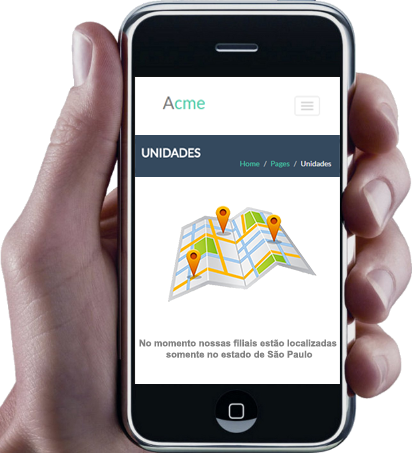 Acme
UNIDADES
Home / Pages / Unidades
No momento nossas filiais estão localizadas
somente no estado de São Paulo